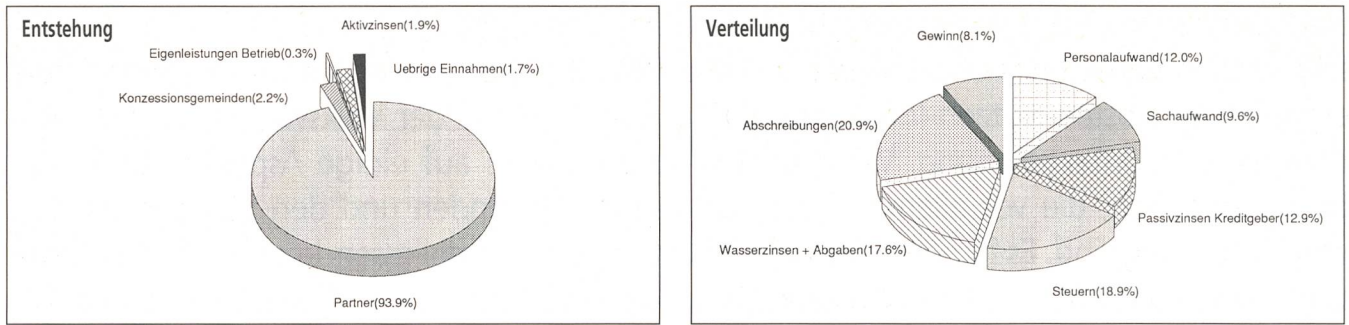 Entstehung
Aktivzinsen(1.9%)
Eigenleistungen Betrieb(0.3%)
Uebrige Einnahmen(1.7%)
Konzessionsgemeinden(2.2%)
Partner(93.9%)
Verteilung
Gewinn(8.1%)
Personalaufwand(12.0%)
Sachaufwand(9.6%)
Abschreibungen(20.9%)
Passivzinsen Kreditgeber(12.9%)
Wasserzinsen + Abgaben(17.6%)
Steuern(18.9%)